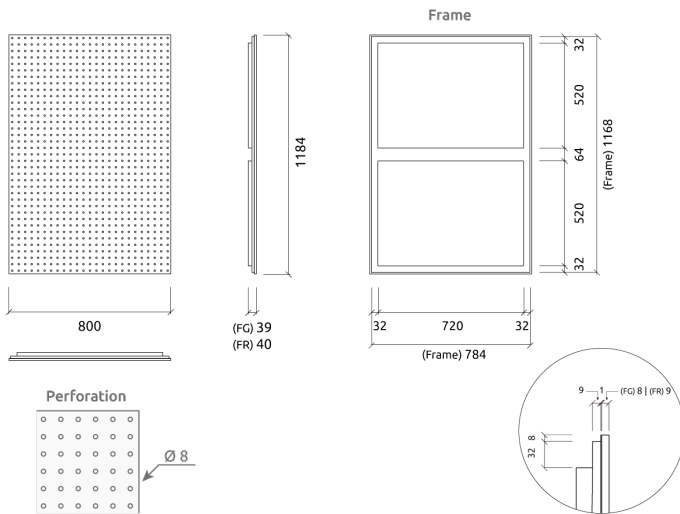 Frame
32
520
64
520
32
(Frame) 1168
1184
800
(FG) 39
(FR) 40
32 720 32
(Frame) 784
Perforation
Ø 8
9 1 (FG) 8 | (FR) 9
8
32